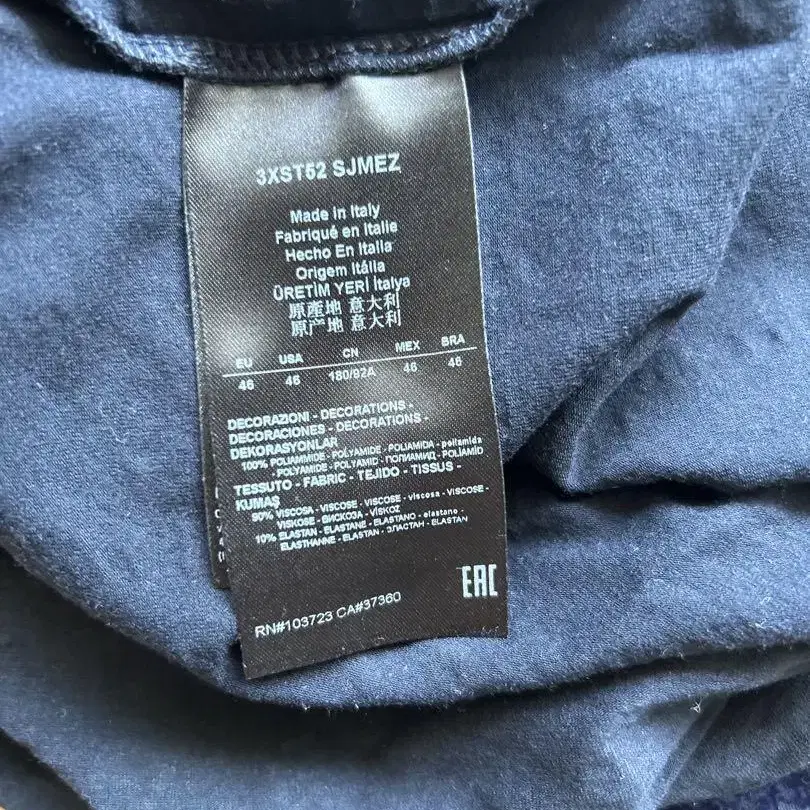 3XST52 SJMEZ
Made in Italy
Fabriqué en Italie
Hecho En Italia
Origem Itália
ÜRETİM YERİ İtalya
原產地 意大利
原产地 意大利
EU USA CN MEX BRA
46 46 180/92A 46 46
DECORAZIONI - DECORATIONS -
DECORACIONES - DECORATIONS -
DEKORASYONLAR
100% POLIAMMIDE - POLYAMIDE - POLIAMIDA - poliamida
POLYAMIDE - POLYAMID - ПОЛИАМИД - POLİAMİD
TESSUTO - FABRIC - TEJIDO - TISSUS -
KUMAŞ
90% VISCOSA - VISCOSE - VISCOSE - viscosa - VISCOSE -
VISKOSE - ВИСКОЗА - VİSKOZ
10% ELASTAN - ELASTANE - ELASTANO - elastano -
ELASTHANNE - ELASTAN - ЭЛАСТАН - ELASTAN
EAC
RN#103723 CA#37360